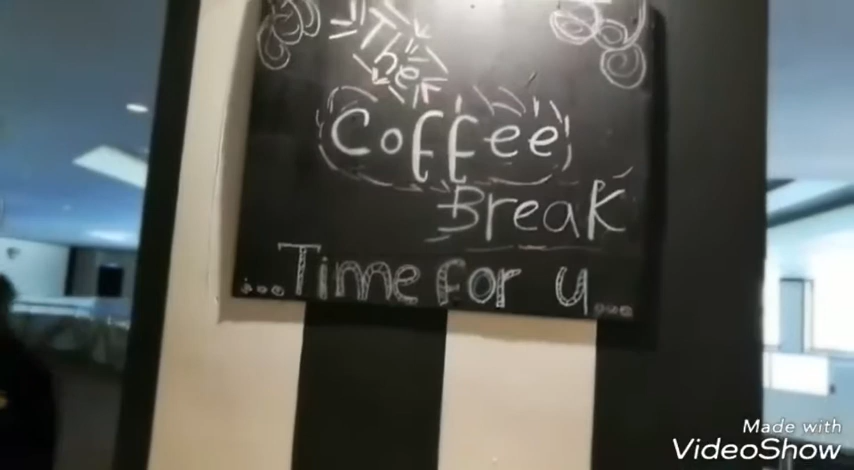 The
Coffee
Break
...Time for u...
Made with
VideoShow